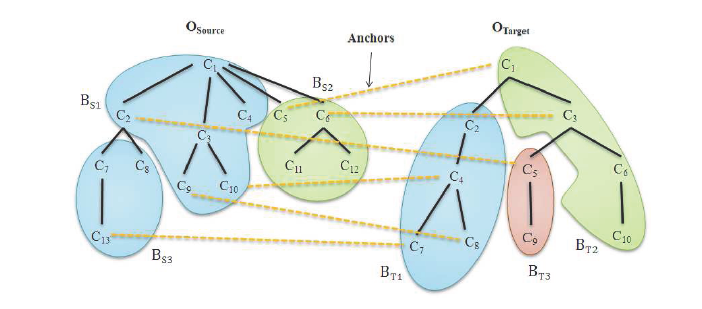 O_Source
O_Target
Anchors
C1
C1
B_S2
B_S1
C2
C4
C5
C6
C3
C2
C3
C7
C8
C11
C12
C9
C10
C4
C5
C6
C13
C7
C8
C9
C10
B_S3
B_T1
B_T3
B_T2